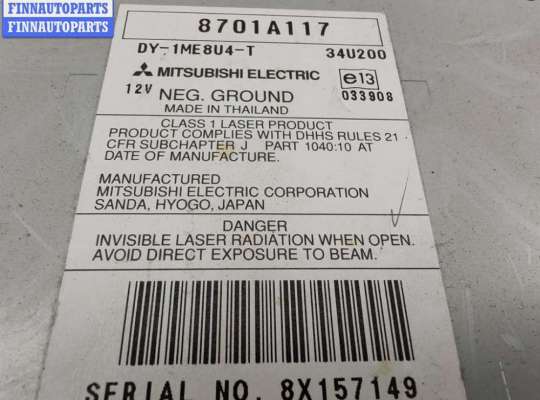 FINNAUTOPARTS
FINNAUTOPARTS
FINNAUTOPARTS
8701A117
DY-1ME8U4-T 34U200
MITSUBISHI ELECTRIC e13
12V NEG. GROUND 033908
MADE IN THAILAND
CLASS 1 LASER PRODUCT
PRODUCT COMPLIES WITH DHHS RULES 21
CFR SUBCHAPTER J PART 1040:10 AT
DATE OF MANUFACTURE.
MANUFACTURED
MITSUBISHI ELECTRIC CORPORATION
SANDA, HYOGO, JAPAN
DANGER
INVISIBLE LASER RADIATION WHEN OPEN.
AVOID DIRECT EXPOSURE TO BEAM.
SERIAL NO. 8X157149